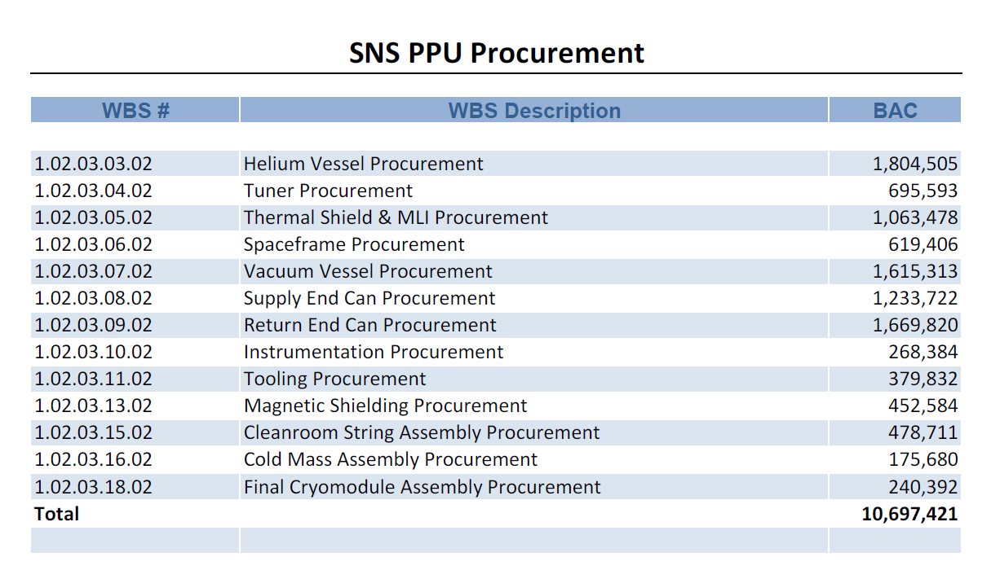 SNS PPU Procurement
WBS # WBS Description BAC
1.02.03.03.02 Helium Vessel Procurement 1,804,505
1.02.03.04.02 Tuner Procurement 695,593
1.02.03.05.02 Thermal Shield & MLI Procurement 1,063,478
1.02.03.06.02 Spaceframe Procurement 619,406
1.02.03.07.02 Vacuum Vessel Procurement 1,615,313
1.02.03.08.02 Supply End Can Procurement 1,233,722
1.02.03.09.02 Return End Can Procurement 1,669,820
1.02.03.10.02 Instrumentation Procurement 268,384
1.02.03.11.02 Tooling Procurement 379,832
1.02.03.13.02 Magnetic Shielding Procurement 452,584
1.02.03.15.02 Cleanroom String Assembly Procurement 478,711
1.02.03.16.02 Cold Mass Assembly Procurement 175,680
1.02.03.18.02 Final Cryomodule Assembly Procurement 240,392
Total 10,697,421